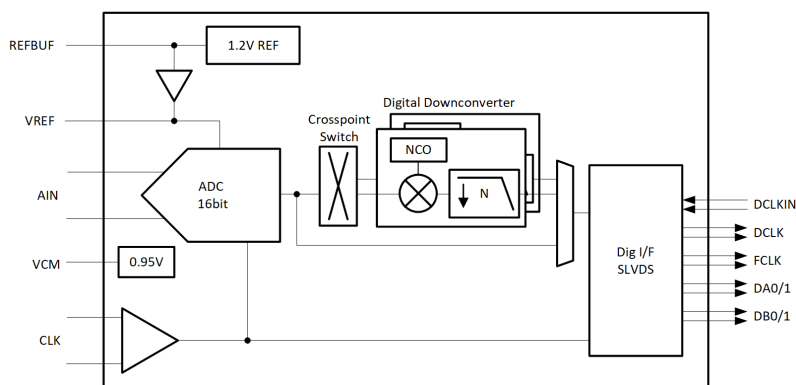 REFBUF
1.2V REF
VREF
Crosspoint
Switch
Digital Downconverter
NCO
ADC
16bit
AIN
N
VCM
0.95V
Dig I/F
SLVDS
DCLKIN
DCLK
FCLK
DA0/1
DB0/1
CLK